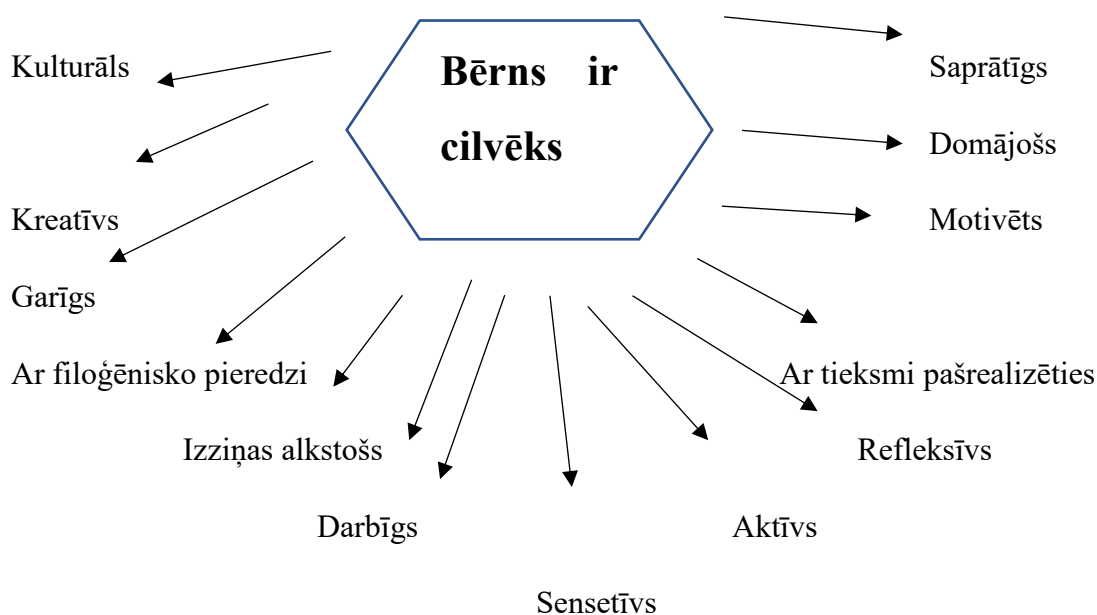 Bērns ir
cilvēks
Kulturāls
Saprātīgs
Domājošs
Kreatīvs
Motivēts
Garīgs
Ar filoģēnisko pieredzi
Ar tieksmi pašrealizēties
Izziņas alkstošs
Refleksīvs
Darbīgs
Aktīvs
Sensetīvs